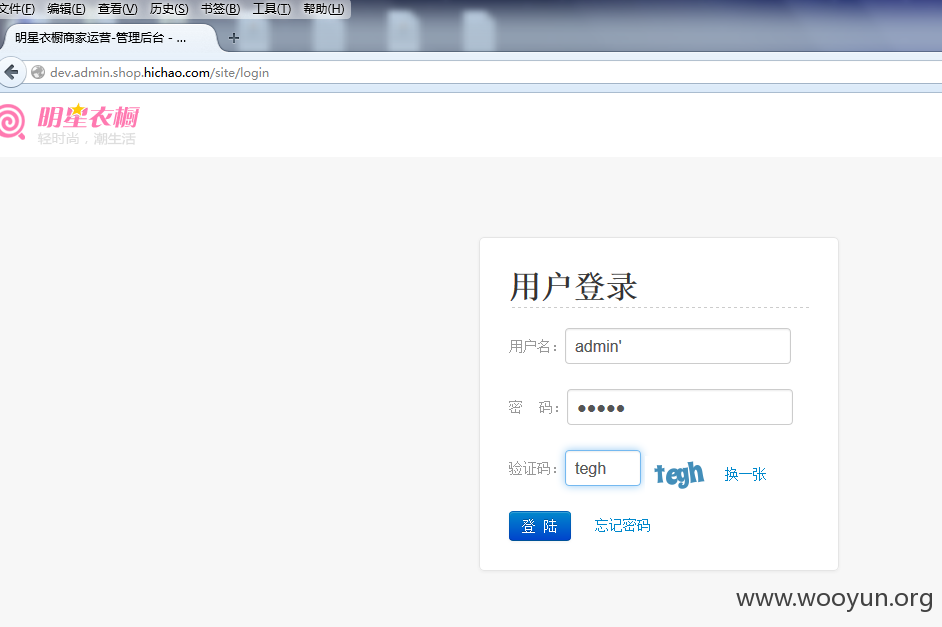 文件(F) 编辑(E) 查看(V) 历史(S) 书签(B) 工具(T) 帮助(H)
明星衣橱商家运营-管理后台 - ...
dev.admin.shop.hichao.com/site/login
明星衣橱
轻时尚，潮生活
用户登录
用户名： admin'
密 码： ●●●●●
验证码： tegh tegh 换一张
登 陆 忘记密码
www.wooyun.org